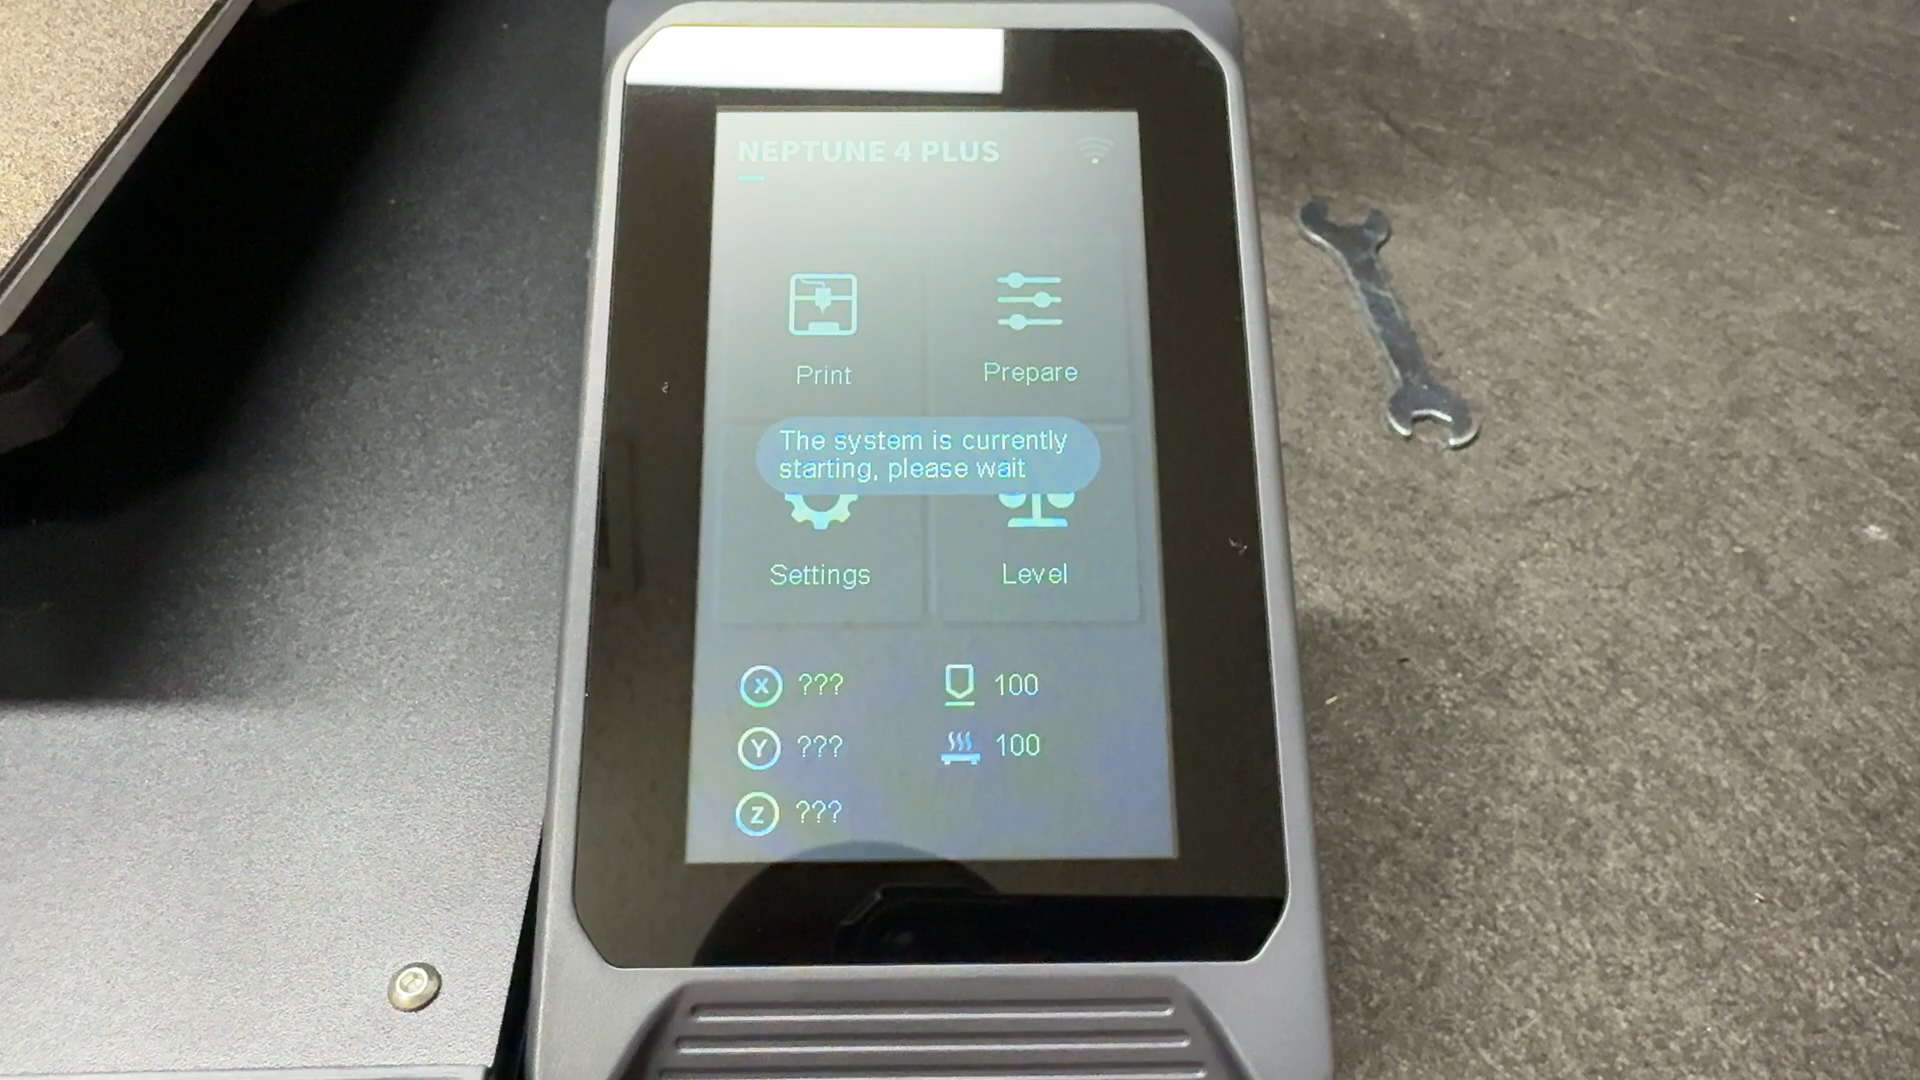 NEPTUNE 4 PLUS
Print
Prepare
The system is currently
starting, please wait
Settings
Level
X ???
100
Y ???
100
Z ???